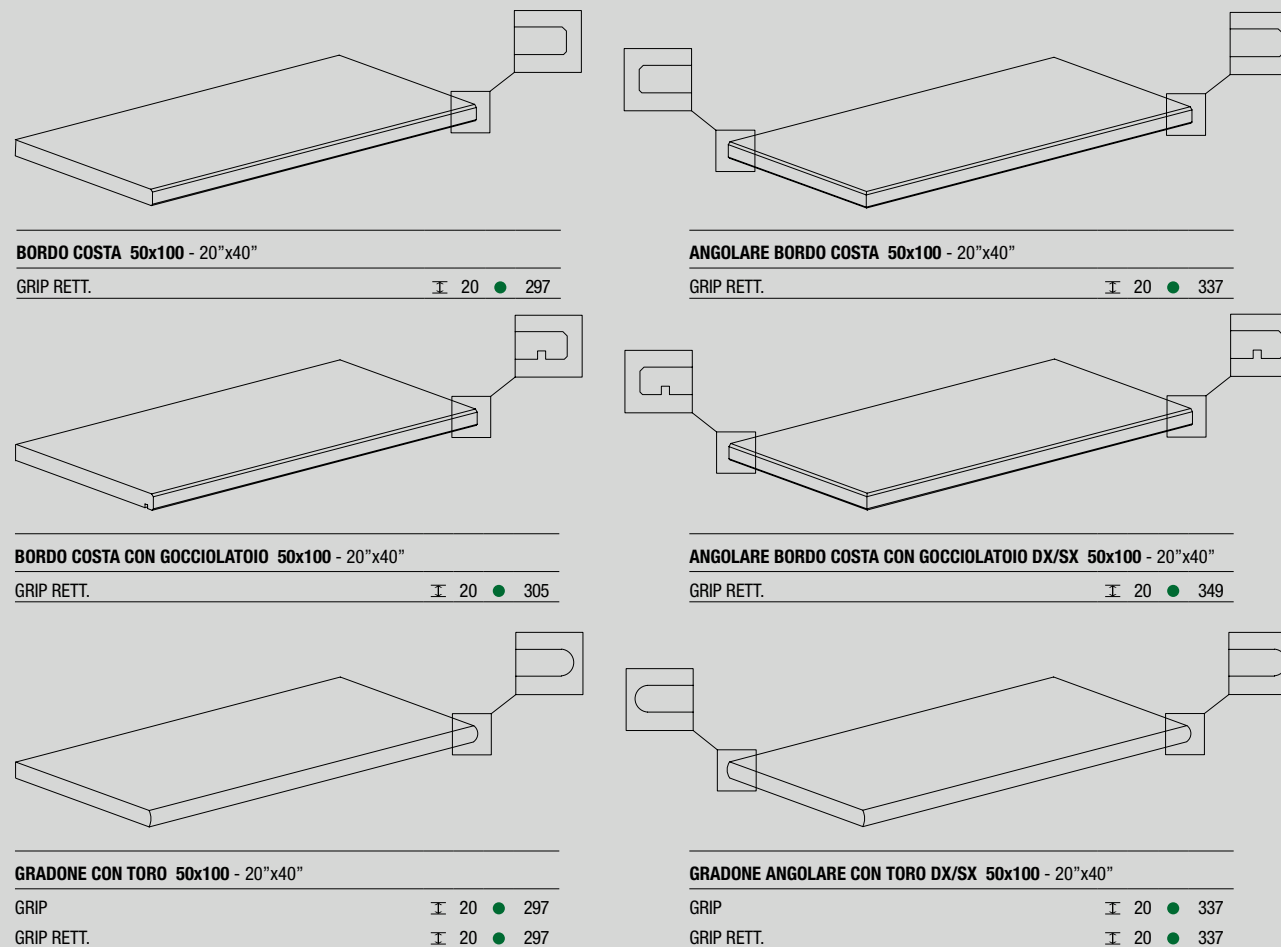 BORDO COSTA 50x100 - 20”x40”
GRIP RETT. 20 ● 297
ANGOLARE BORDO COSTA 50x100 - 20”x40”
GRIP RETT. 20 ● 337
BORDO COSTA CON GOCCIOLATOIO 50x100 - 20”x40”
GRIP RETT. 20 ● 305
ANGOLARE BORDO COSTA CON GOCCIOLATOIO DX/SX 50x100 - 20”x40”
GRIP RETT. 20 ● 349
GRADONE CON TORO 50x100 - 20”x40”
GRIP 20 ● 297
GRIP RETT. 20 ● 297
GRADONE ANGOLARE CON TORO DX/SX 50x100 - 20”x40”
GRIP 20 ● 337
GRIP RETT. 20 ● 337